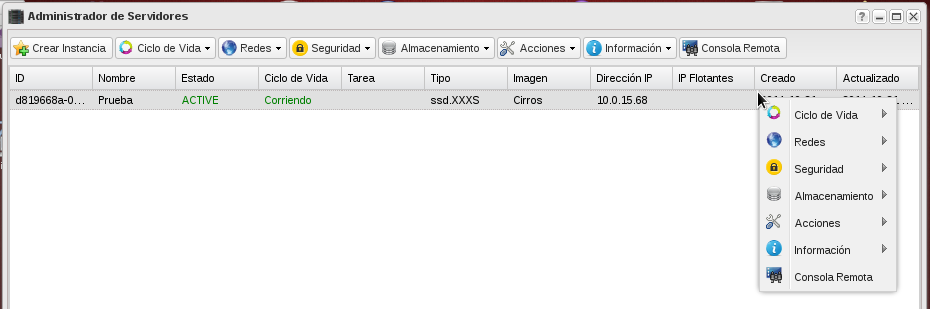 Administrador de Servidores
Crear Instancia Ciclo de Vida Redes Seguridad Almacenamiento Acciones Información Consola Remota
ID Nombre Estado Ciclo de Vida Tarea Tipo Imagen Dirección IP IP Flotantes Creado Actualizado
d819668a-0... Prueba ACTIVE Corriendo ssd.XXXS Cirros 10.0.15.68
Ciclo de Vida
Redes
Seguridad
Almacenamiento
Acciones
Información
Consola Remota